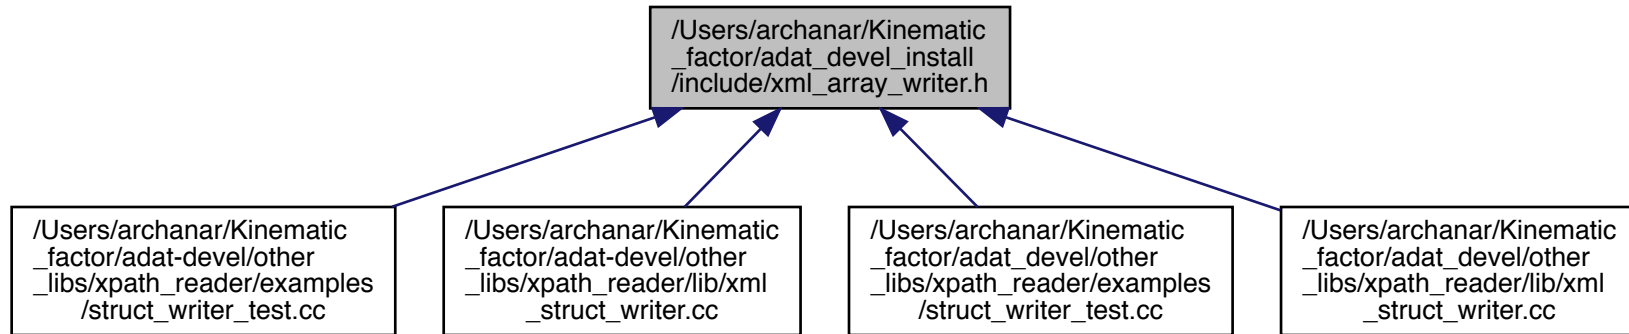 /Users/archanar/Kinematic
_factor/adat_devel_install
/include/xml_array_writer.h
/Users/archanar/Kinematic
_factor/adat-devel/other
_libs/xpath_reader/examples
/struct_writer_test.cc
/Users/archanar/Kinematic
_factor/adat-devel/other
_libs/xpath_reader/lib/xml
_struct_writer.cc
/Users/archanar/Kinematic
_factor/adat_devel/other
_libs/xpath_reader/examples
/struct_writer_test.cc
/Users/archanar/Kinematic
_factor/adat_devel/other
_libs/xpath_reader/lib/xml
_struct_writer.cc